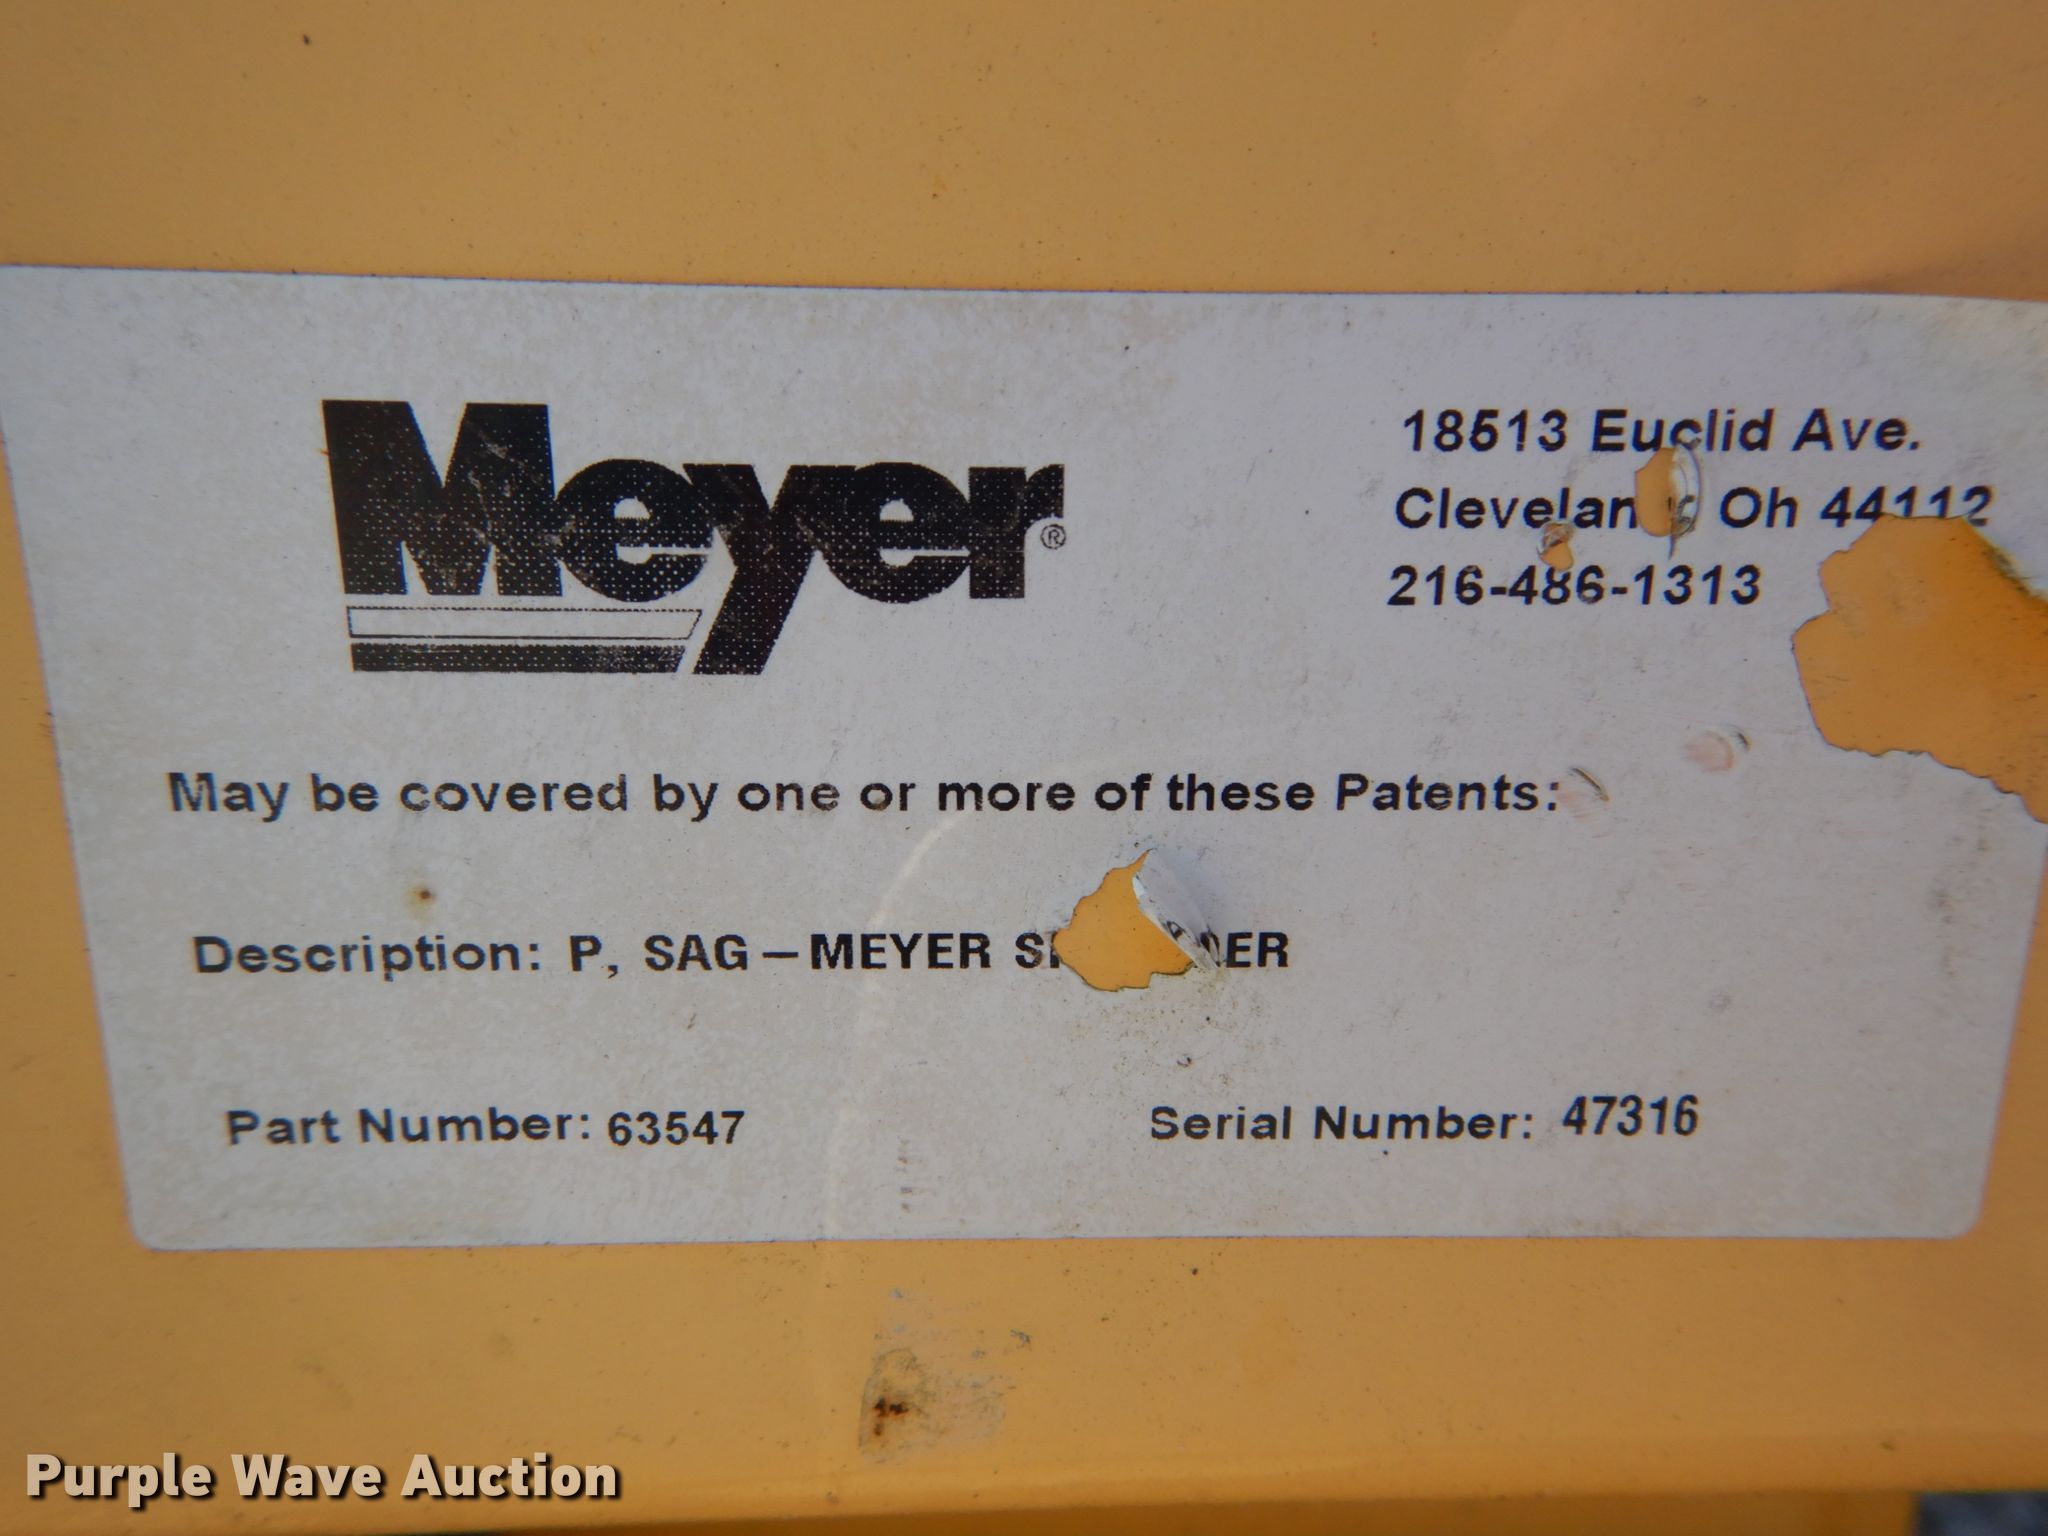 Meyer®
18513 Euclid Ave.
Oh 44112
216-486-1313
May be covered by one or more of these Patents:
Description: P, SAG – MEYER
Part Number: 63547
Serial Number: 47316
Purple Wave Auction